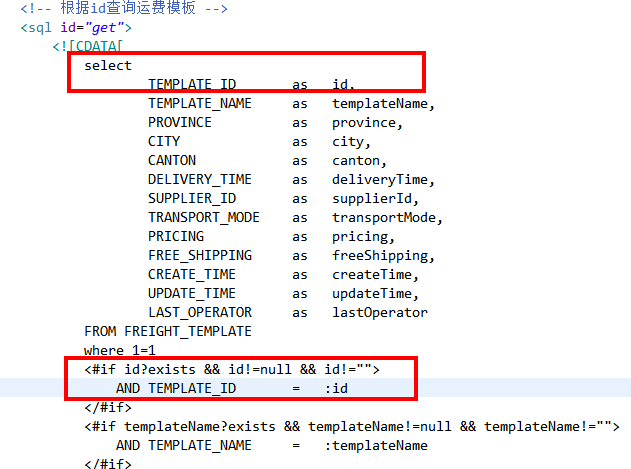 <!-- 根据id查询运费模板 -->
<sql id="get">
<![CDATA[
select
TEMPLATE_ID as id,
TEMPLATE_NAME as templateName,
PROVINCE as province,
CITY as city,
CANTON as canton,
DELIVERY_TIME as deliveryTime,
SUPPLIER_ID as supplierId,
TRANSPORT_MODE as transportMode,
PRICING as pricing,
FREE_SHIPPING as freeShipping,
CREATE_TIME as createTime,
UPDATE_TIME as updateTime,
LAST_OPERATOR as lastOperator
FROM FREIGHT_TEMPLATE
where 1=1
<#if id?exists && id!=null && id!="">
AND TEMPLATE_ID = :id
</#if>
<#if templateName?exists && templateName!=null && templateName!="">
AND TEMPLATE_NAME = :templateName
</#if>